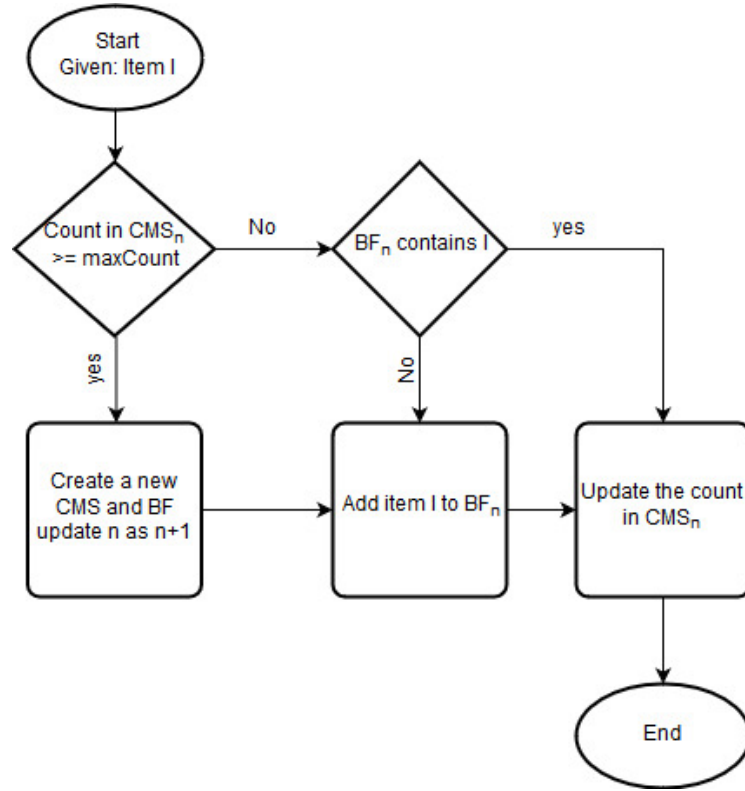 Start
Given: Item I
Count in CMSₙ
>= maxCount
No
BFₙ contains I
yes
yes
No
Create a new
CMS and BF
update n as n+1
Add item I to BFₙ
Update the count
in CMSₙ
End